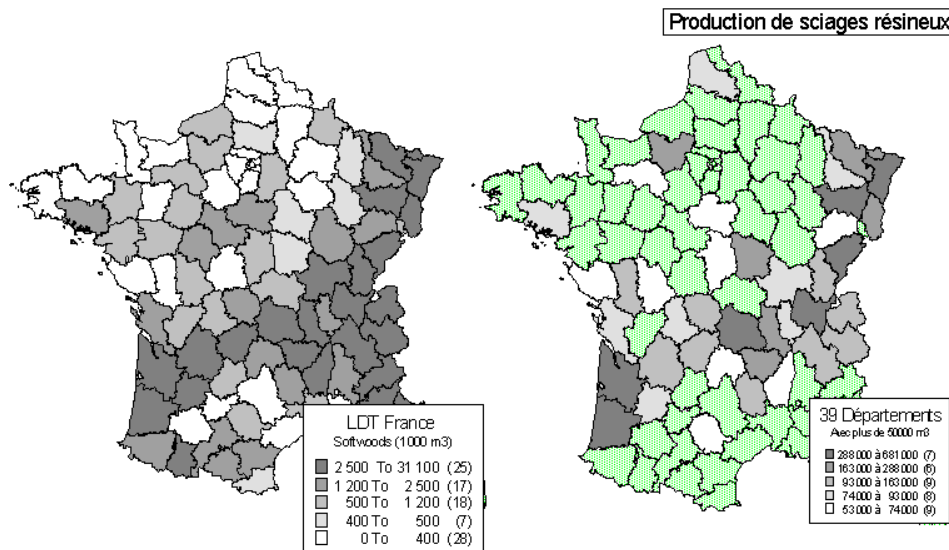 Production de sciages résineux
LDT France
Softwoods (1000 m3)
2 500 To 31 100 (25)
1 200 To 2 500 (17)
500 To 1 200 (18)
400 To 500 (7)
0 To 400 (28)
39 Départements
Aec plus de 50000 m3
288 000 à 681 000 (7)
163 000 à 288 000 (6)
93 000 à 163 000 (9)
74 000 à 93 000 (8)
53 000 à 74 000 (9)